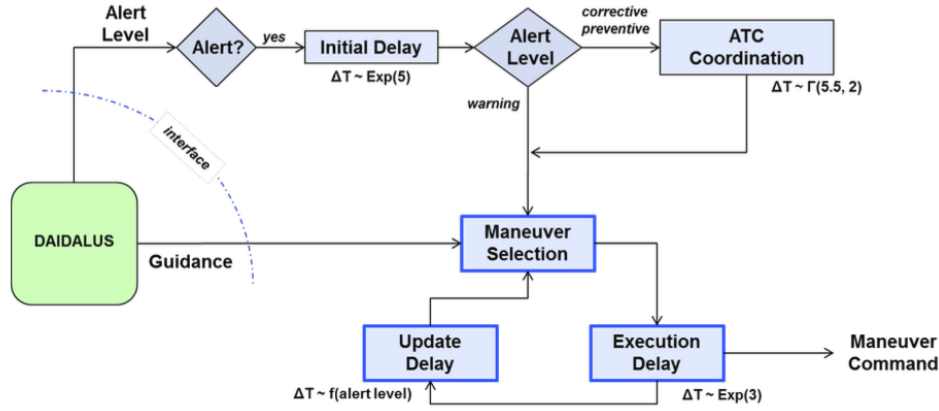 Alert
Level
Alert?
yes
Initial Delay
ΔT ~ Exp(5)
Alert
Level
corrective
preventive
ATC
Coordination
ΔT ~ Γ(5.5, 2)
warning
interface
DAIDALUS
Guidance
Maneuver
Selection
Update
Delay
ΔT ~ f(alert level)
Execution
Delay
ΔT ~Exp(3)
Maneuver
Command